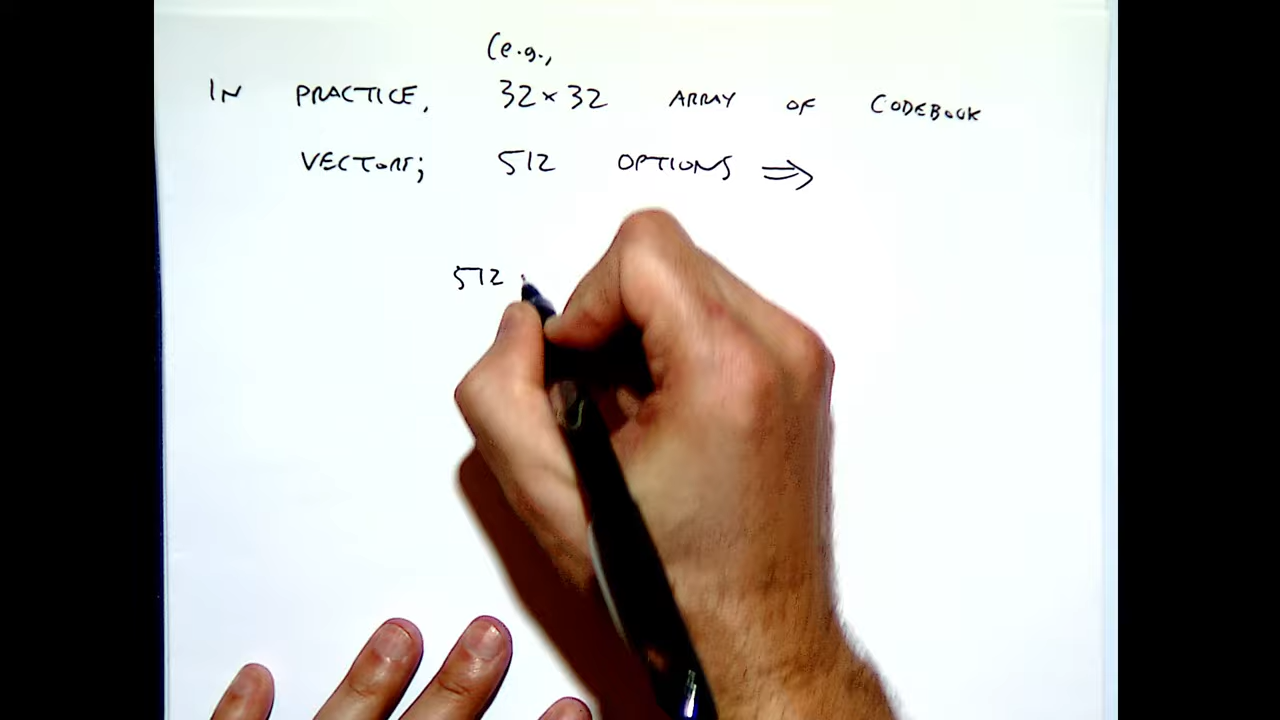 (e.g.,
IN PRACTICE, 32×32 ARRAY OF CODEBOOK
VECTORS; 512 OPTIONS ⇒
512